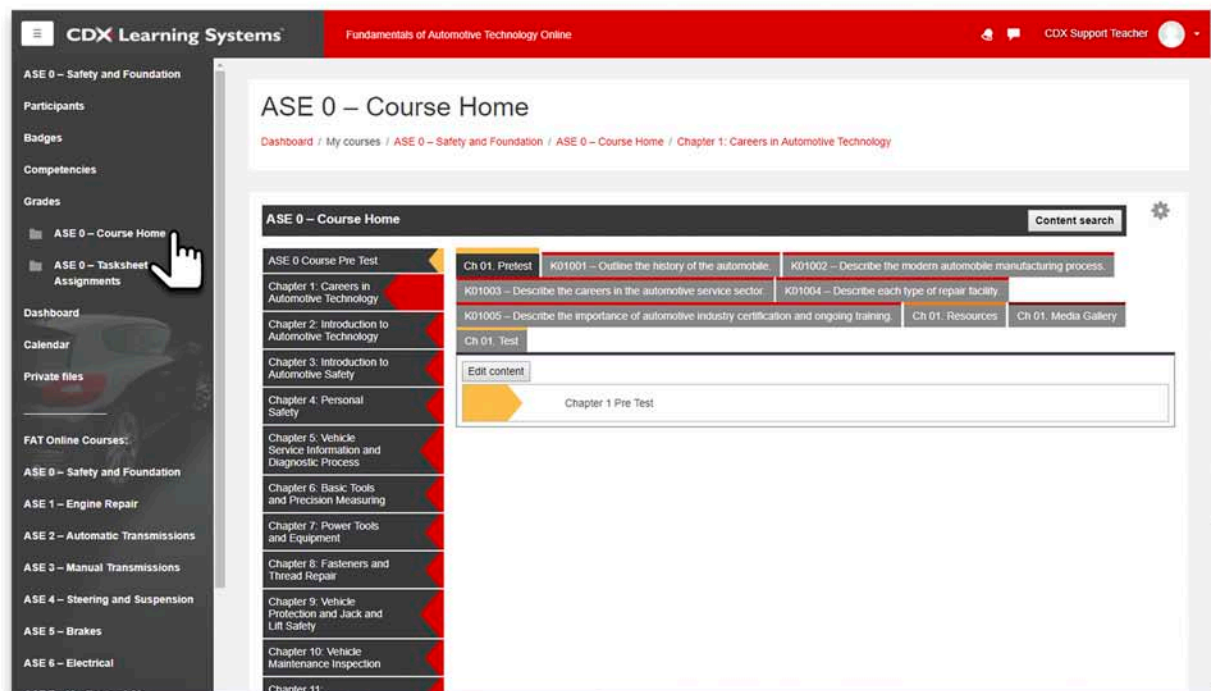 CDX Learning Systems
Fundamentals of Automotive Technology Online
CDX Support Teacher
ASE 0 – Safety and Foundation
Participants
Badges
Competencies
Grades
ASE 0 – Course Home
ASE 0 – Tasksheet
Assignments
Dashboard
Calendar
Private files
FAT Online Courses:
ASE 0 – Safety and Foundation
ASE 1 – Engine Repair
ASE 2 – Automatic Transmissions
ASE 3 – Manual Transmissions
ASE 4 – Steering and Suspension
ASE 5 – Brakes
ASE 6 – Electrical
ASE 0 – Course Home
Dashboard / My courses / ASE 0 – Safety and Foundation / ASE 0 – Course Home / Chapter 1: Careers in Automotive Technology
ASE 0 – Course Home
Content search
ASE 0 Course Pre Test
Chapter 1: Careers in
Automotive Technology
Chapter 2: Introduction to
Automotive Technology
Chapter 3: Introduction to
Automotive Safety
Chapter 4: Personal
Safety
Chapter 5: Vehicle
Service Information and
Diagnostic Process
Chapter 6: Basic Tools
and Precision Measuring
Chapter 7: Power Tools
and Equipment
Chapter 8: Fasteners and
Thread Repair
Chapter 9: Vehicle
Protection and Jack and
Lift Safety
Chapter 10: Vehicle
Maintenance Inspection
Chapter 11:
Ch 01. Pretest K01001 – Outline the history of the automobile. K01002 – Describe the modern automobile manufacturing process.
K01003 – Describe the careers in the automotive service sector. K01004 – Describe each type of repair facility.
K01005 – Describe the importance of automotive industry certification and ongoing training. Ch 01. Resources Ch 01. Media Gallery
Ch 01. Test
Edit content
Chapter 1 Pre Test